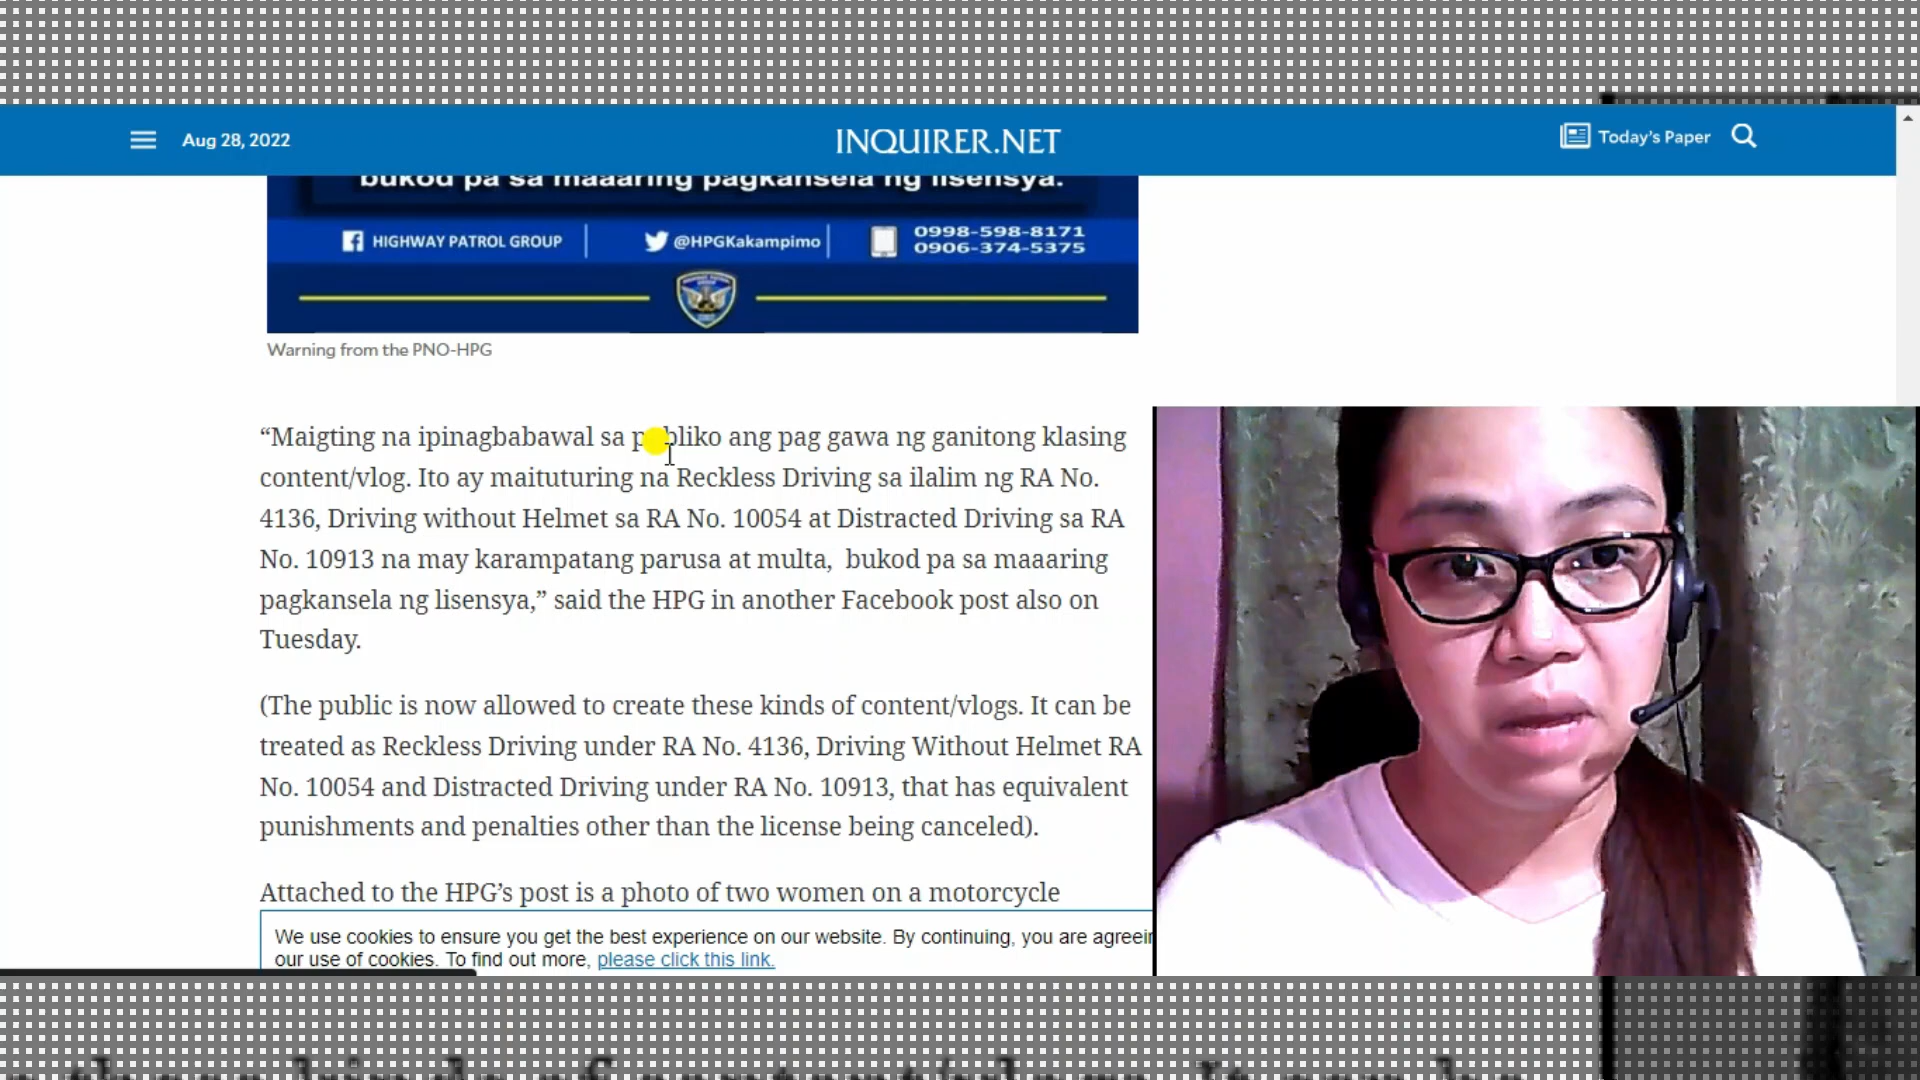 Aug 28, 2022
INQUIRER.NET
Today's Paper
bukod pa sa maaaring pagkansela ng lisensya.
HIGHWAY PATROL GROUP
@HPGKakampimo
0998-598-8171
0906-374-5375
Warning from the PNO-HPG
“Maigting na ipinagbabawal sa publiko ang pag gawa ng ganitong klasing
content/vlog. Ito ay maituturing na Reckless Driving sa ilalim ng RA No.
4136, Driving without Helmet sa RA No. 10054 at Distracted Driving sa RA
No. 10913 na may karampatang parusa at multa, bukod pa sa maaaring
pagkansela ng lisensya,” said the HPG in another Facebook post also on
Tuesday.
(The public is now allowed to create these kinds of content/vlogs. It can be
treated as Reckless Driving under RA No. 4136, Driving Without Helmet RA
No. 10054 and Distracted Driving under RA No. 10913, that has equivalent
punishments and penalties other than the license being canceled).
Attached to the HPG’s post is a photo of two women on a motorcycle
We use cookies to ensure you get the best experience on our website. By continuing, you are agreein
our use of cookies. To find out more, please click this link.